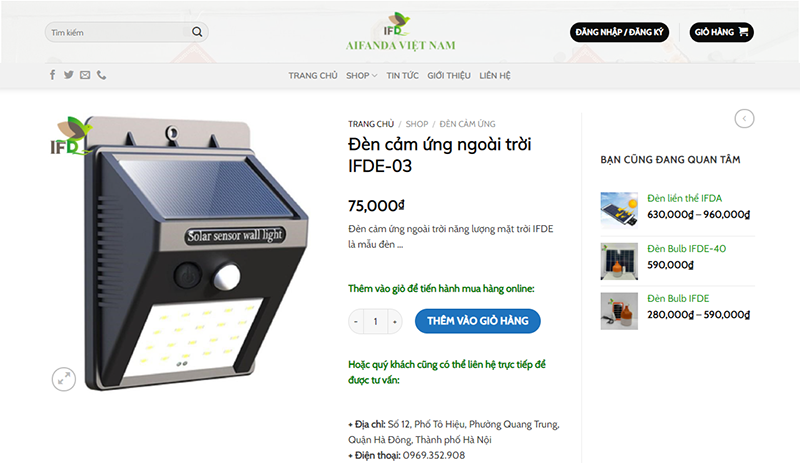 Tìm kiếm
IFD
AIFANDA VIỆT NAM
ĐĂNG NHẬP / ĐĂNG KÝ
GIỎ HÀNG
TRANG CHỦ SHOP TIN TỨC GIỚI THIỆU LIÊN HỆ
IFD
Solar sensor wall light
TRANG CHỦ / SHOP / ĐÈN CẢM ỨNG
Đèn cảm ứng ngoài trời
IFDE-03
75,000₫
Đèn cảm ứng ngoài trời năng lượng mặt trời IFDE
là mẫu đèn ...
Thêm vào giỏ để tiến hành mua hàng online:
- 1 +
THÊM VÀO GIỎ HÀNG
Hoặc quý khách cũng có thể liên hệ trực tiếp để
được tư vấn:
+ Địa chỉ: Số 12, Phố Tô Hiệu, Phường Quang Trung,
Quận Hà Đông, Thành phố Hà Nội
+ Điện thoại: 0969.352.908
BẠN CŨNG ĐANG QUAN TÂM
Đèn liền thể IFDA
630,000₫ – 960,000₫
Đèn Bulb IFDE-40
590,000₫
Đèn Bulb IFDE
280,000₫ – 590,000₫